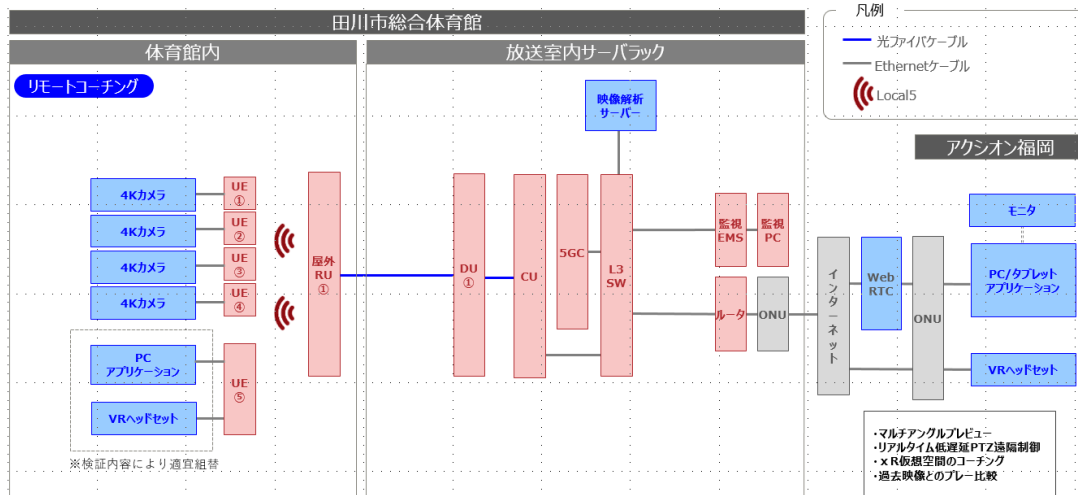 田川市総合体育館
体育館内
放送室内サーバラック
凡例
光ファイバケーブル
Ethernetケーブル
Local5
リモートコーチング
映像解析
サーバー
アクシオン福岡
4Kカメラ
UE
①
4Kカメラ
UE
②
4Kカメラ
UE
③
4Kカメラ
UE
④
PC
アプリケーション
VRヘッドセット
UE
⑤
※検証内容により適宜組替
屋外
RU
①
DU
①
CU
5GC
L3
SW
監視
EMS
監視
PC
ルータ
ONU
インターネット
Web
RTC
ONU
モニタ
PC/タブレット
アプリケーション
VRヘッドセット
・マルチアングルプレビュー
・リアルタイム低遅延PTZ遠隔制御
・xR仮想空間のコーチング
・過去映像とのプレー比較